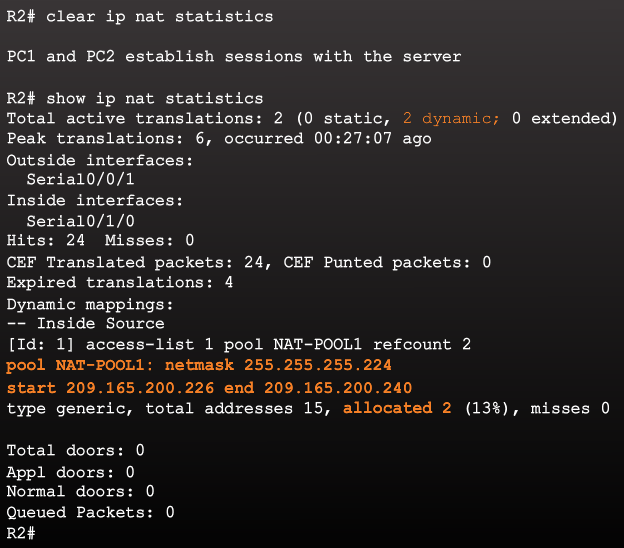 R2# clear ip nat statistics
PC1 and PC2 establish sessions with the server
R2# show ip nat statistics
Total active translations: 2 (0 static, 2 dynamic; 0 extended)
Peak translations: 6, occurred 00:27:07 ago
Outside interfaces:
Serial0/0/1
Inside interfaces:
Serial0/1/0
Hits: 24 Misses: 0
CEF Translated packets: 24, CEF Punted packets: 0
Expired translations: 4
Dynamic mappings:
-- Inside Source
[Id: 1] access-list 1 pool NAT-POOL1 refcount 2
pool NAT-POOL1: netmask 255.255.255.224
start 209.165.200.226 end 209.165.200.240
type generic, total addresses 15, allocated 2 (13%), misses 0
Total doors: 0
Appl doors: 0
Normal doors: 0
Queued Packets: 0
R2#